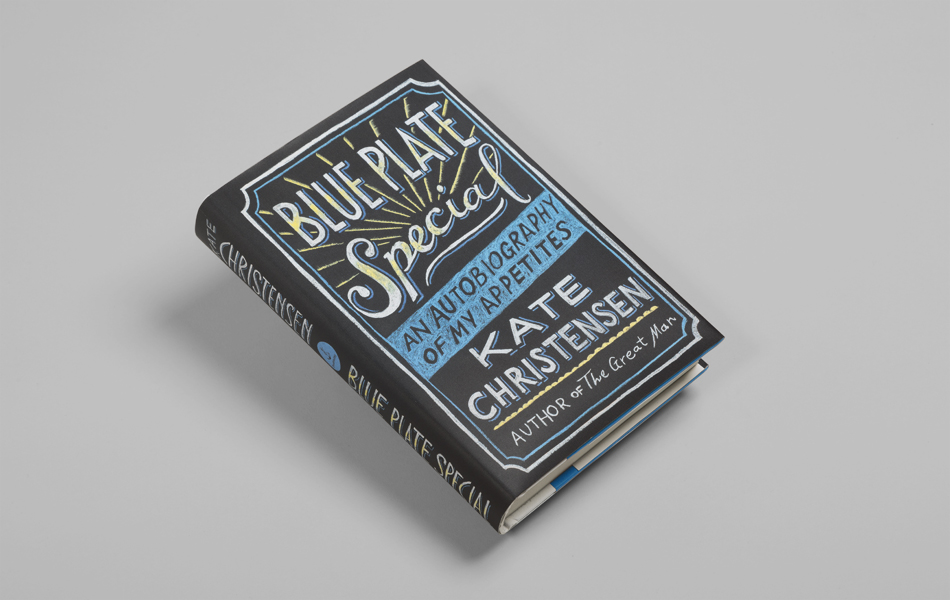 BLUE PLATE
Special
AN AUTOBIOGRAPHY
OF MY APPETITES
KATE
CHRISTENSEN
AUTHOR OF The Great Man
KATE
CHRISTENSEN
BLUE PLATE SPECIAL